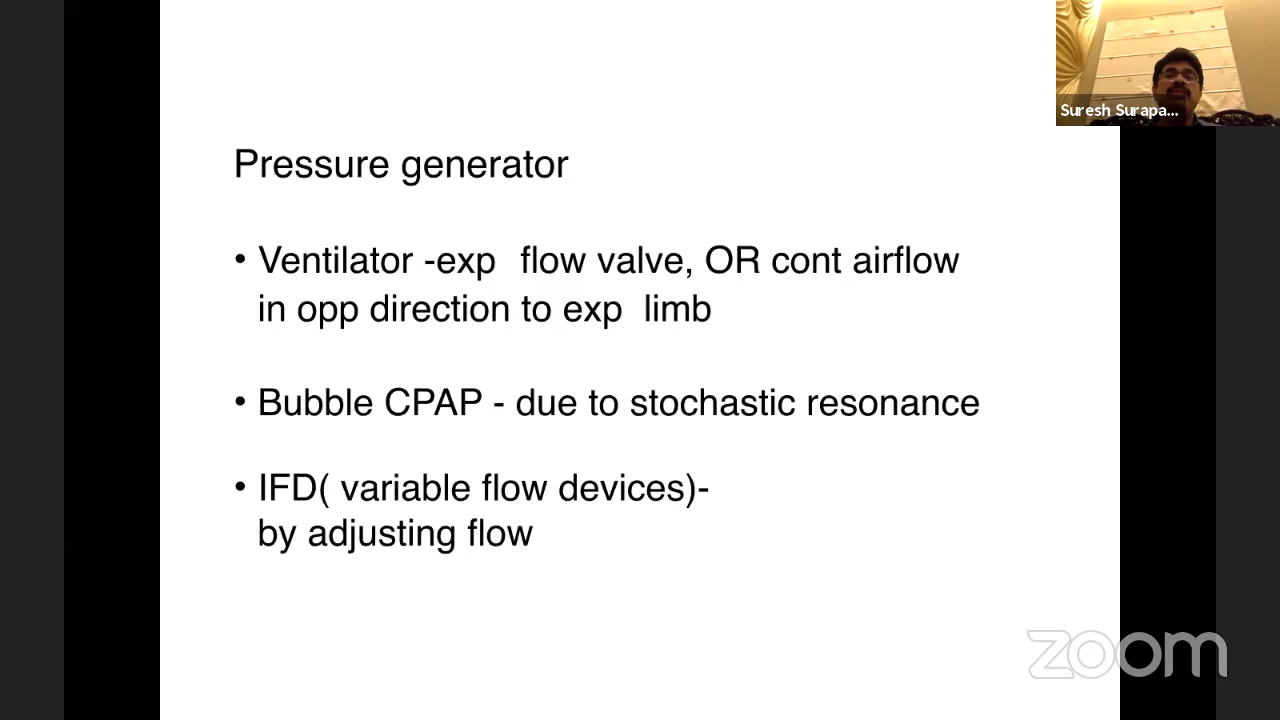 Suresh Surapa...
Pressure generator
• Ventilator -exp  flow valve, OR cont airflow
in opp direction to exp  limb
• Bubble CPAP - due to stochastic resonance
• IFD( variable flow devices)-
by adjusting flow
zoom